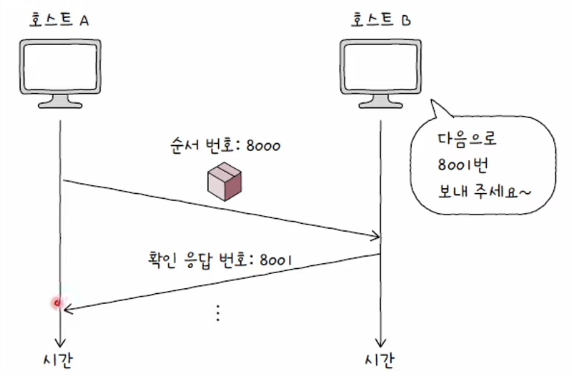 호스트 A
호스트 B
순서 번호: 8000
다음으로
8001번
보내 주세요~
확인 응답 번호: 8001
⋮
시간
시간